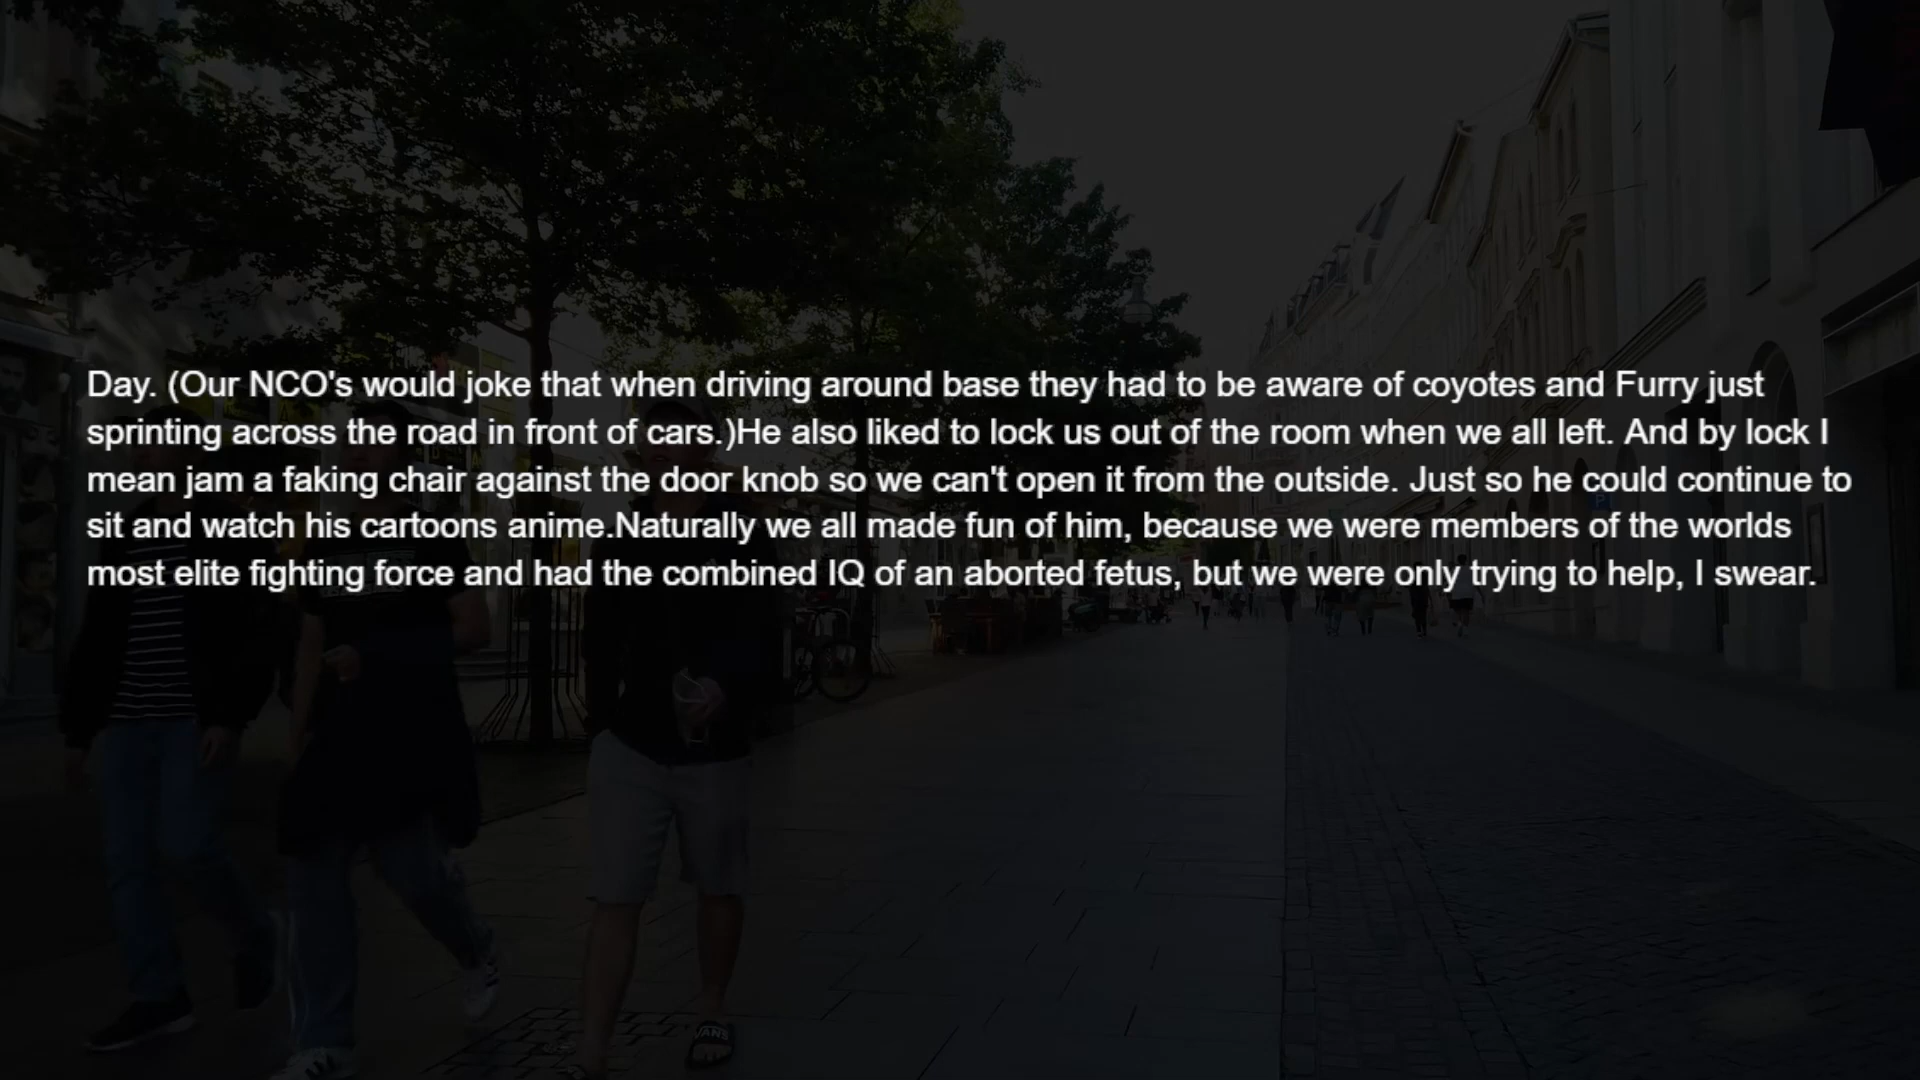 Day. (Our NCO's would joke that when driving around base they had to be aware of coyotes and Furry just
sprinting across the road in front of cars.)He also liked to lock us out of the room when we all left. And by lock I
mean jam a faking chair against the door knob so we can't open it from the outside. Just so he could continue to
sit and watch his cartoons anime.Naturally we all made fun of him, because we were members of the worlds
most elite fighting force and had the combined IQ of an aborted fetus, but we were only trying to help, I swear.
VANS